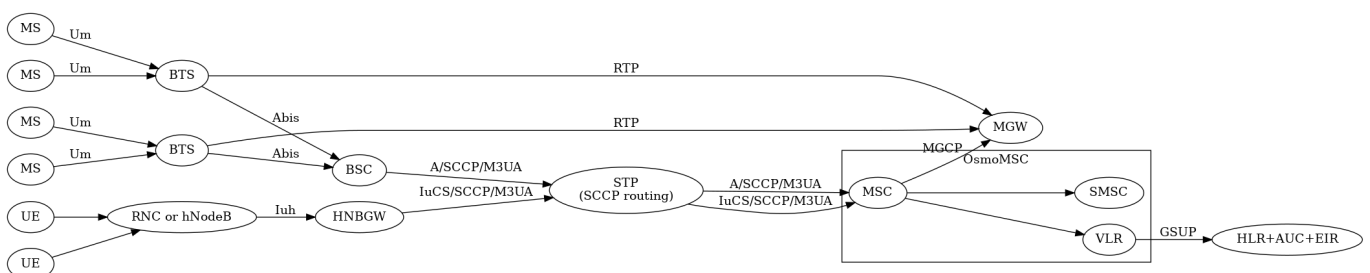 MS
Um
MS
Um
BTS
RTP
MS
Um
MS
Um
BTS
Abis
RTP
Abis
MGW
BSC
A/SCCP/M3UA
IuCS/SCCP/M3UA
STP
(SCCP routing)
A/SCCP/M3UA
IuCS/SCCP/M3UA
MGCP
OsmoMSC
MSC
SMSC
UE
UE
RNC or hNodeB
Iuh
HNBGW
VLR
GSUP
HLR+AUC+EIR